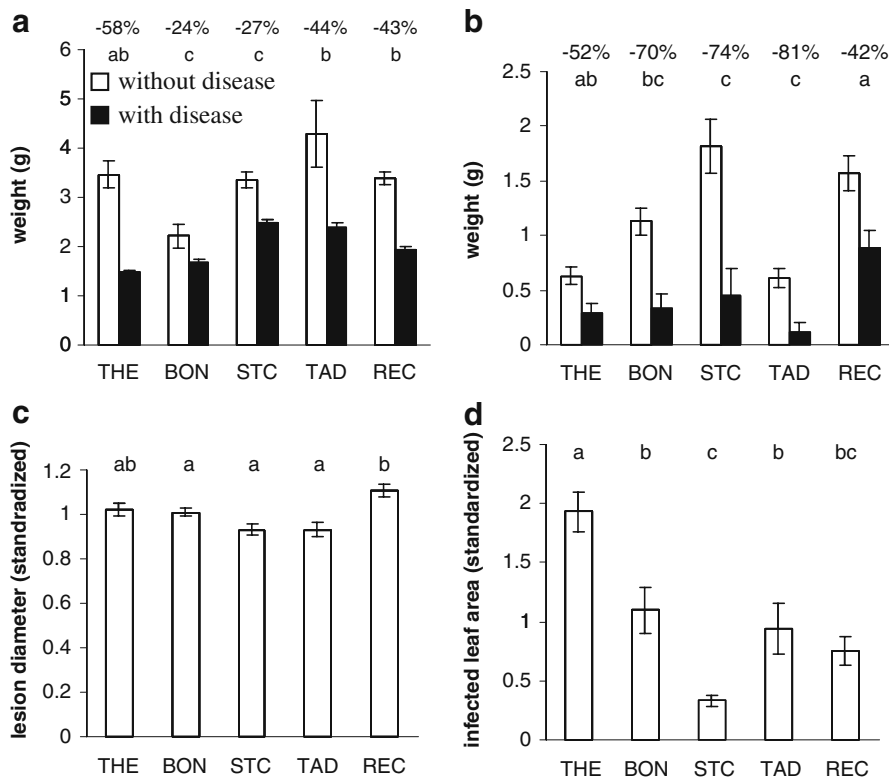 a
-58% -24% -27% -44% -43%
ab c c b b
6
5
4
3
2
1
0
without disease
with disease
weight (g)
THE BON STC TAD REC
b
-52% -70% -74% -81% -42%
ab bc c c a
2.5
2
1.5
1
0.5
0
weight (g)
THE BON STC TAD REC
c
ab a a a b
1.2
1
0.8
0.6
0.4
0.2
0
lesion diameter (standradized)
THE BON STC TAD REC
d
a b c b bc
2.5
2
1.5
1
0.5
0
infected leaf area (standardized)
THE BON STC TAD REC